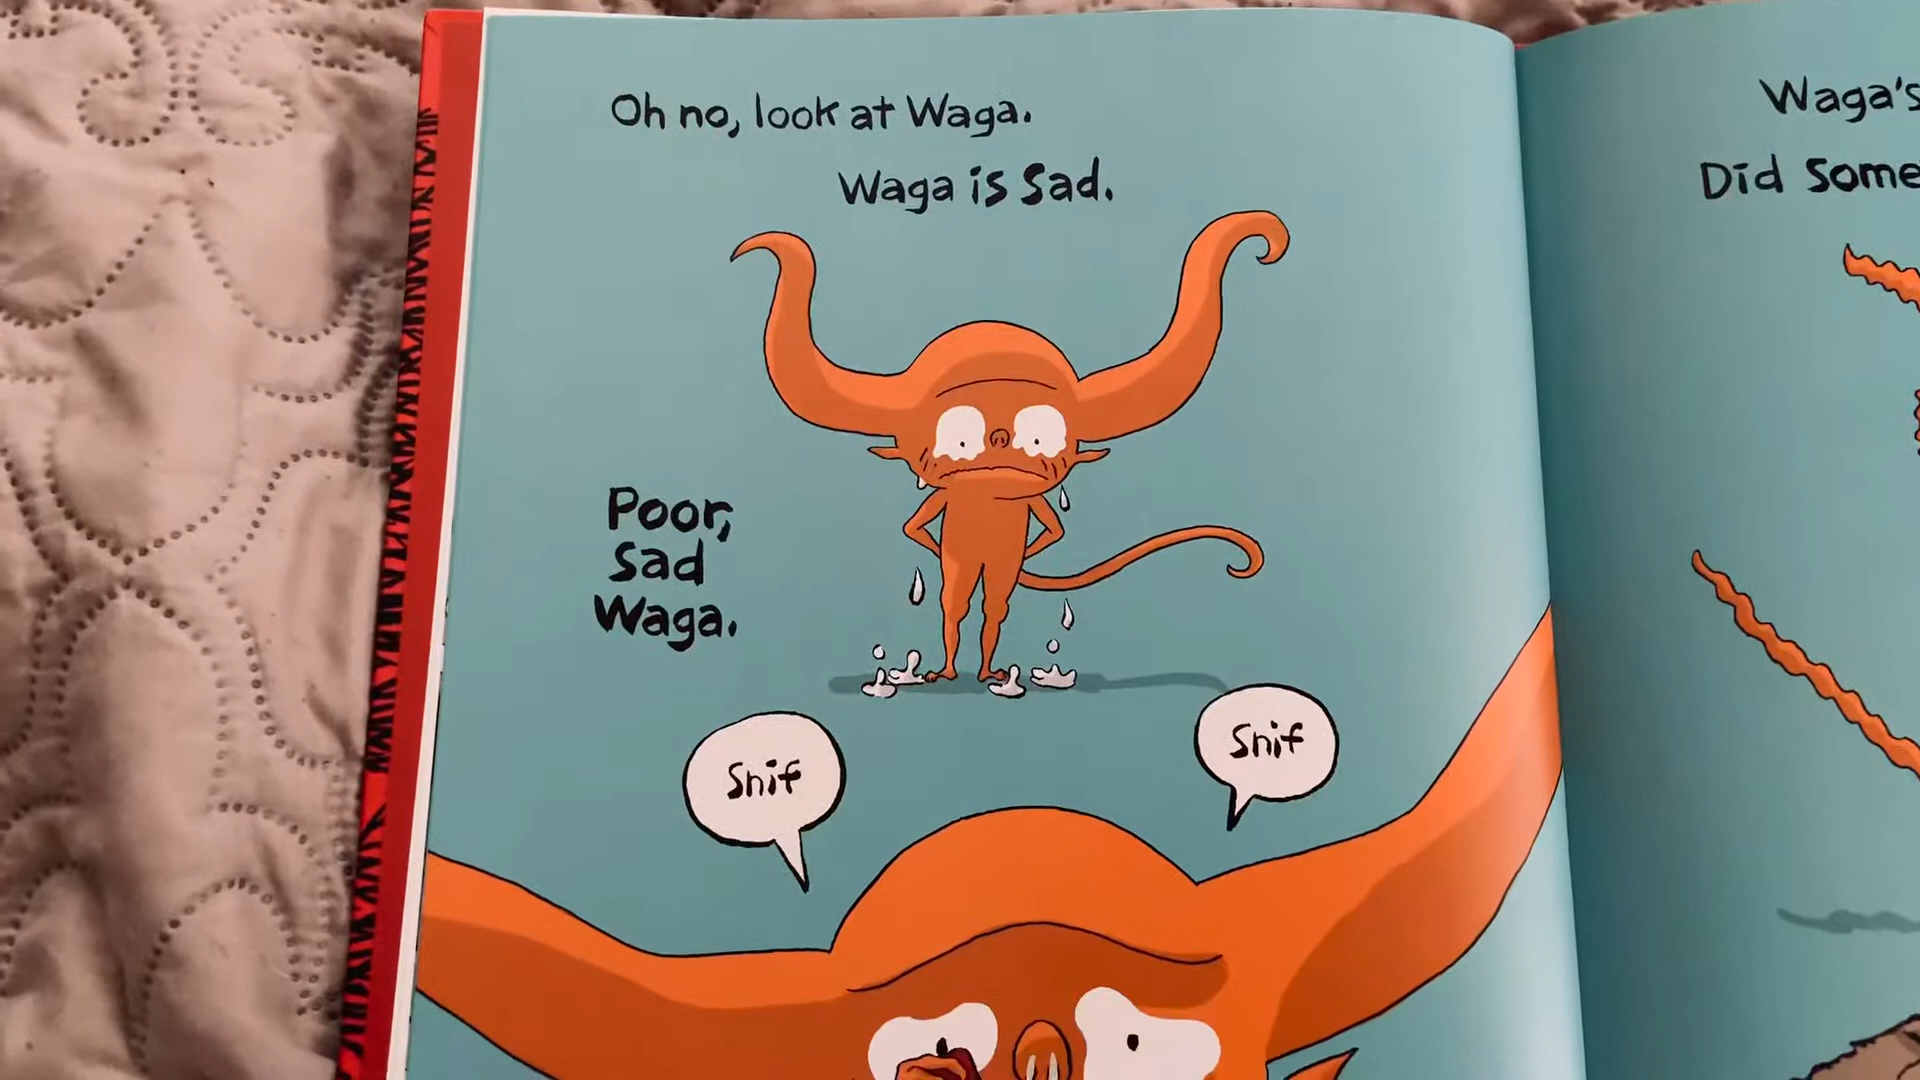 Oh no, look at Waga.
Waga is Sad.
Poor,
Sad
Waga.
Snif
Snif
Waga's
Did Some